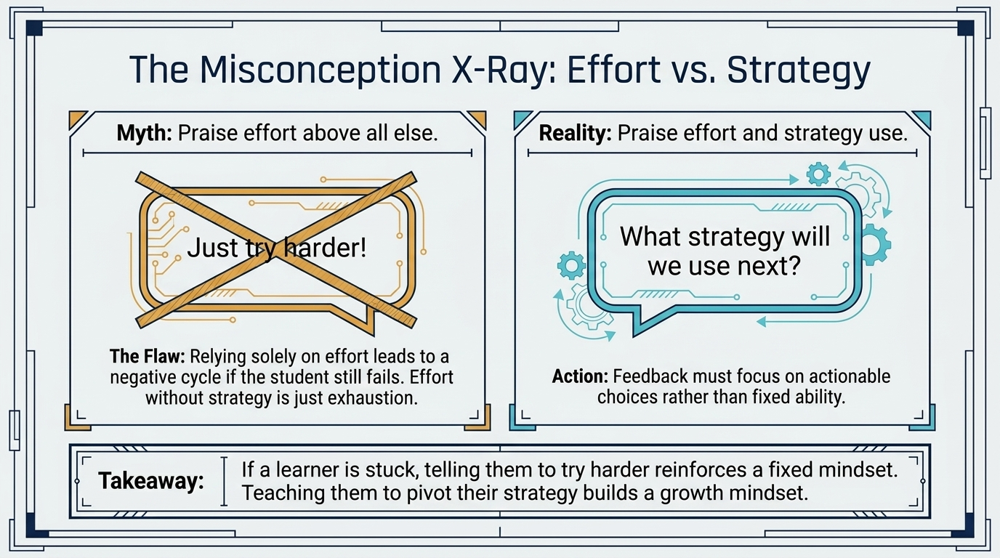 The Misconception X-Ray: Effort vs. Strategy
Myth: Praise effort above all else.
Just try harder!
The Flaw: Relying solely on effort leads to a
negative cycle if the student still fails. Effort
without strategy is just exhaustion.
Reality: Praise effort and strategy use.
What strategy will
we use next?
Action: Feedback must focus on actionable
choices rather than fixed ability.
Takeaway:
If a learner is stuck, telling them to try harder reinforces a fixed mindset.
Teaching them to pivot their strategy builds a growth mindset.